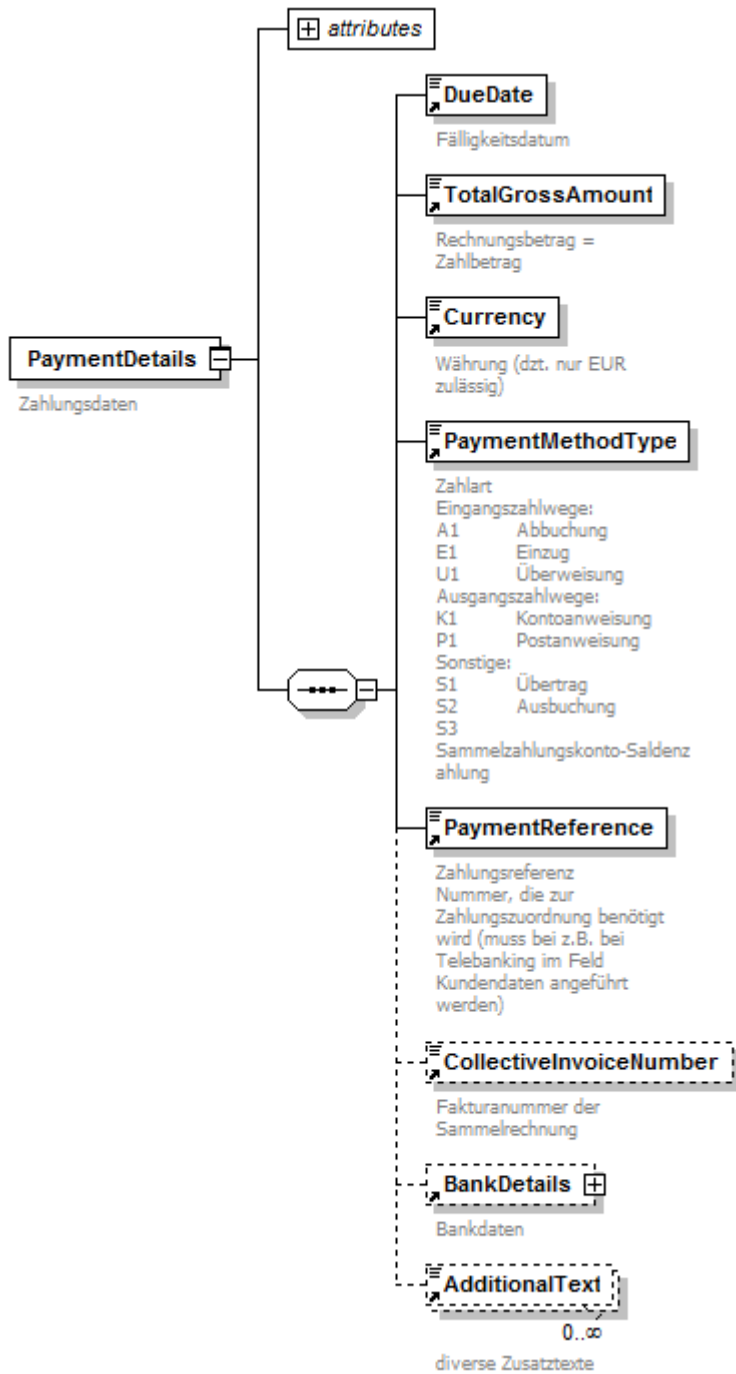 attributes
DueDate
Fälligkeitsdatum
TotalGrossAmount
Rechnungsbetrag =
Zahlbetrag
Currency
Währung (dzt. nur EUR
zulässig)
PaymentDetails
Zahlungsdaten
PaymentMethodType
Zahlart
Eingangszahlwege:
A1 Abbuchung
E1 Einzug
U1 Überweisung
Ausgangszahlwege:
K1 Kontoanweisung
P1 Postanweisung
Sonstige:
S1 Übertrag
S2 Ausbuchung
S3
Sammelzahlungskonto-Saldenz
ahlung
PaymentReference
Zahlungsreferenz
Nummer, die zur
Zahlungszuordnung benötigt
wird (muss bei z.B. bei
Telebanking im Feld
Kundendaten angeführt
werden)
CollectiveInvoiceNumber
Fakturanummer der
Sammelrechnung
BankDetails
Bankdaten
AdditionalText
0..∞
diverse Zusatztexte